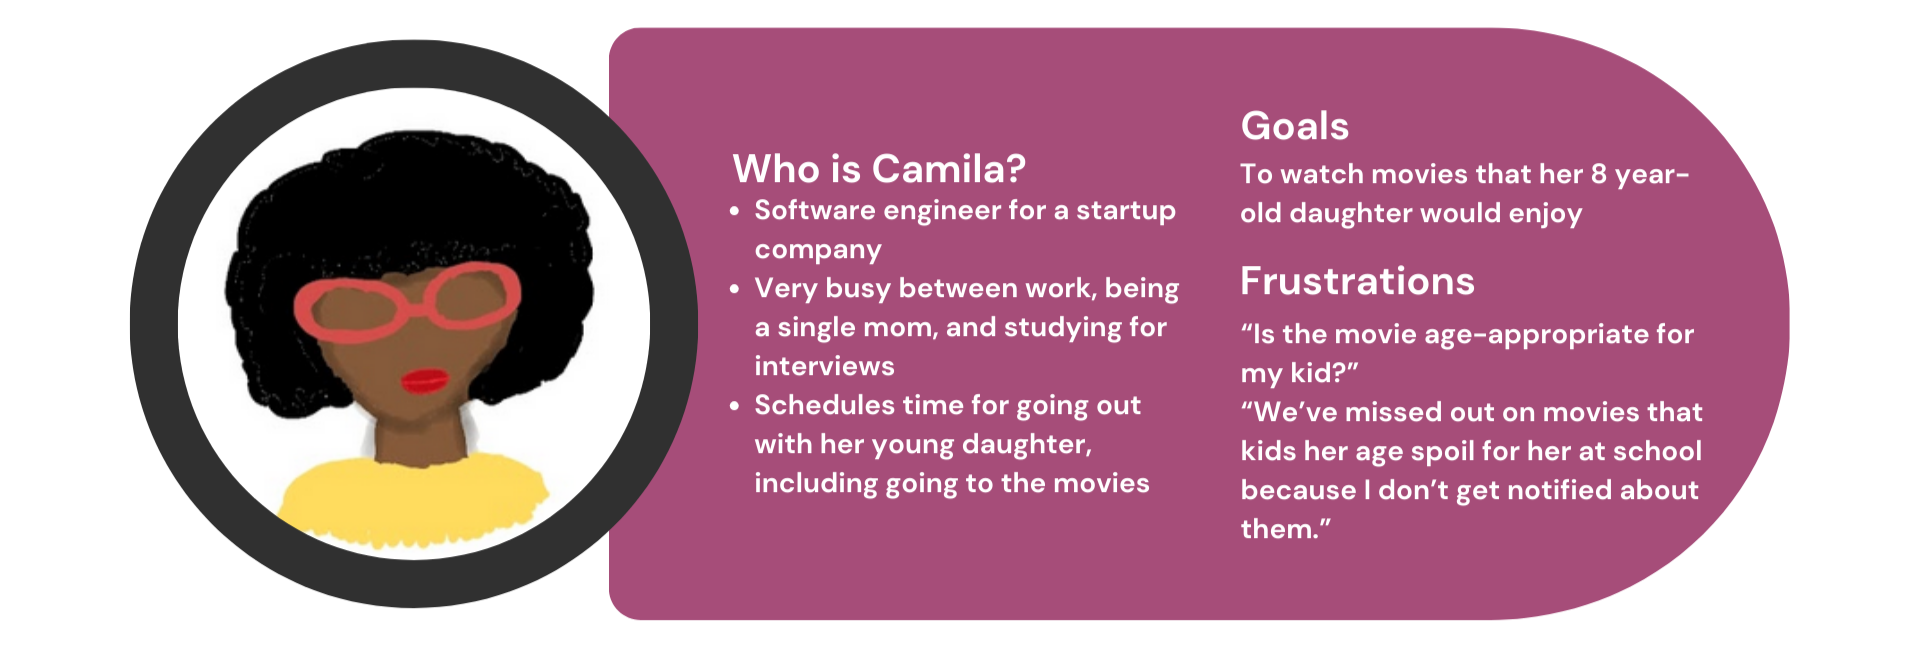 Who is Camila?
• Software engineer for a startup
company
• Very busy between work, being
a single mom, and studying for
interviews
• Schedules time for going out
with her young daughter,
including going to the movies
Goals
To watch movies that her 8 year-
old daughter would enjoy
Frustrations
“Is the movie age-appropriate for
my kid?”
“We’ve missed out on movies that
kids her age spoil for her at school
because I don’t get notified about
them.”